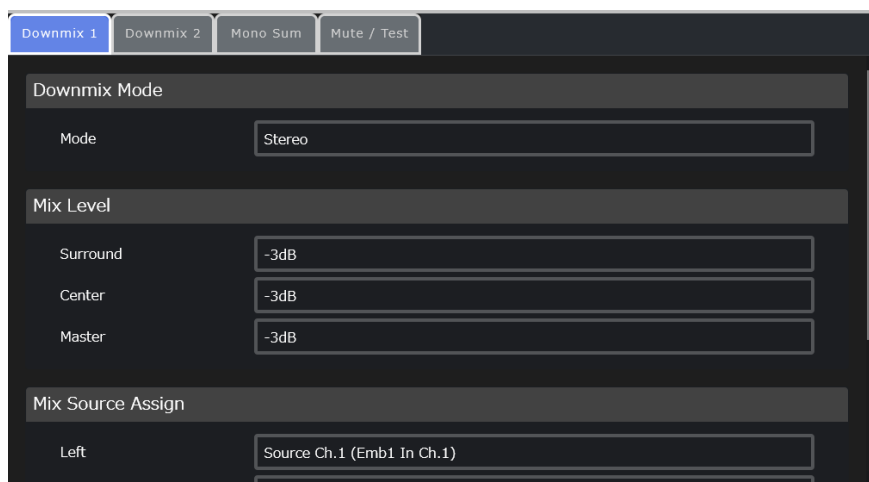 Downmix 1 Downmix 2 Mono Sum Mute / Test
Downmix Mode
Mode Stereo
Mix Level
Surround -3dB
Center -3dB
Master -3dB
Mix Source Assign
Left Source Ch.1 (Emb1 In Ch.1)